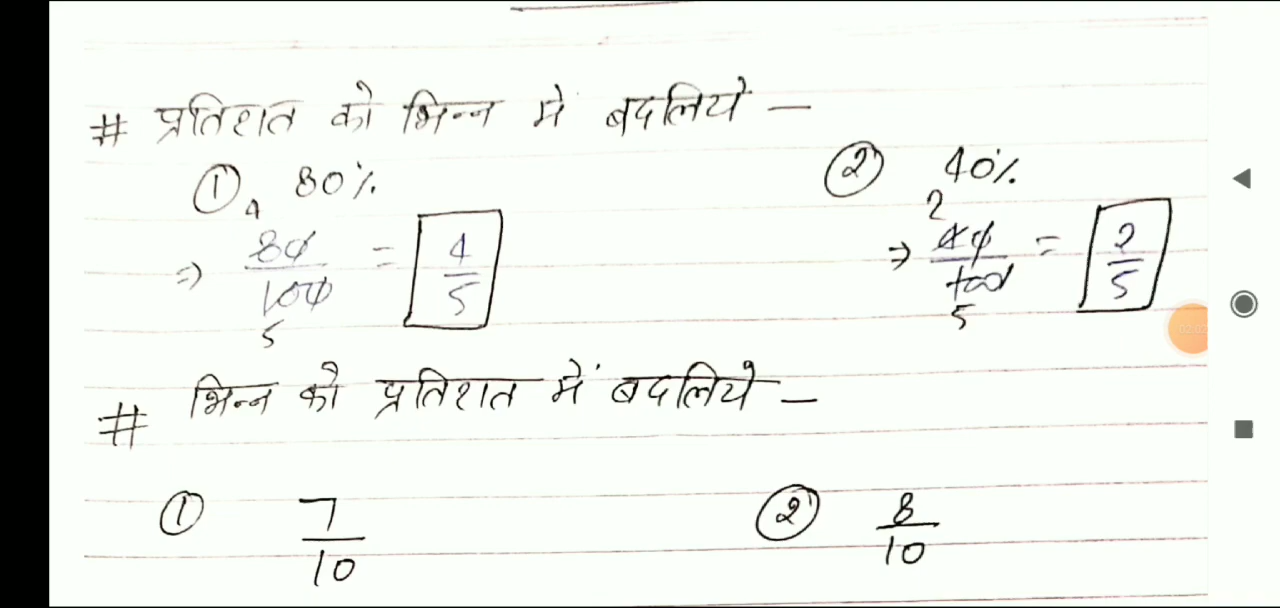 # प्रतिशत को भिन्न मे बदलिये —
① 80% ② 40%
4 2
⇒ 80/100 = 4/5 ⇒ 40/100 = 2/5
5 5
# भिन्न को प्रतिशत में बदलिये —
① 7/10 ② 8/10